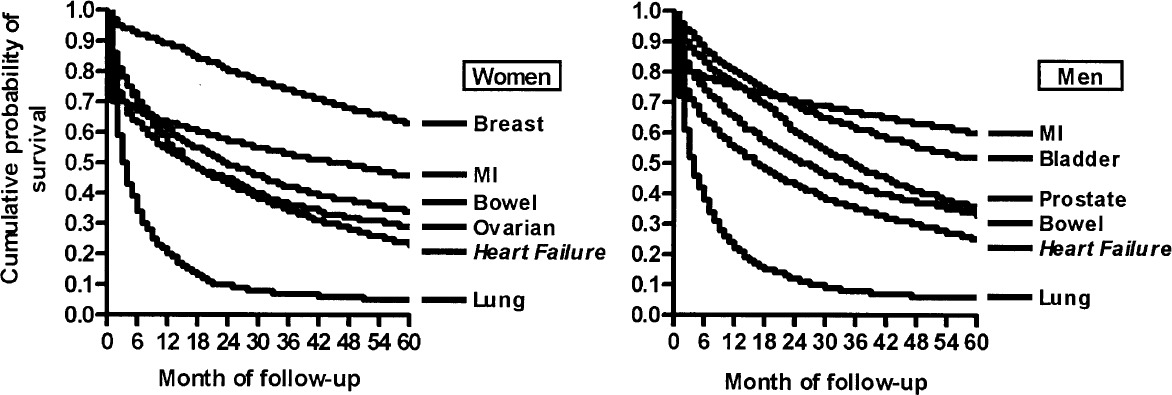 Cumulative probability of
survival
1.0
0.9
0.8
0.7
0.6
0.5
0.4
0.3
0.2
0.1
0.0
0 6 12 18 24 30 36 42 48 54 60
Month of follow-up
Women
Breast
MI
Bowel
Ovarian
Heart Failure
Lung
1.0
0.9
0.8
0.7
0.6
0.5
0.4
0.3
0.2
0.1
0.0
0 6 12 18 24 30 36 42 48 54 60
Month of follow-up
Men
MI
Bladder
Prostate
Bowel
Heart Failure
Lung